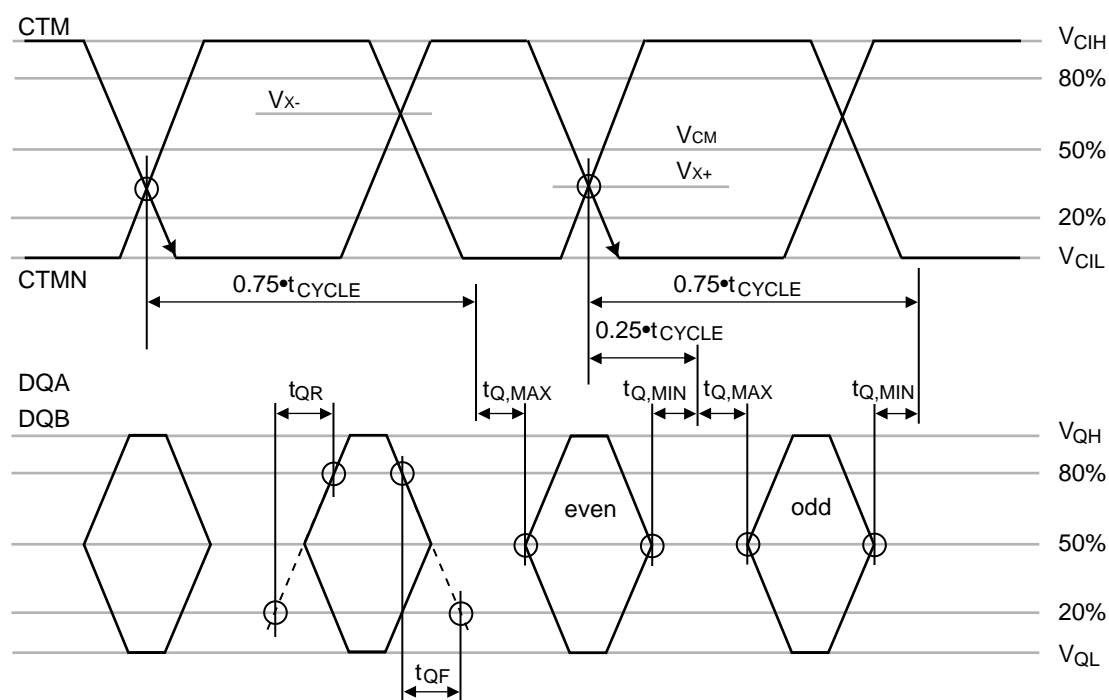 CTM
VCIH
80%
VX-
VCM
50%
VX+
20%
CTMN
VCIL
0.75•tCYCLE
0.75•tCYCLE
0.25•tCYCLE
DQA
tQR
tQ,MAX
tQ,MIN
tQ,MAX
tQ,MIN
DQB
VQH
80%
even
odd
50%
20%
VQL
tQF